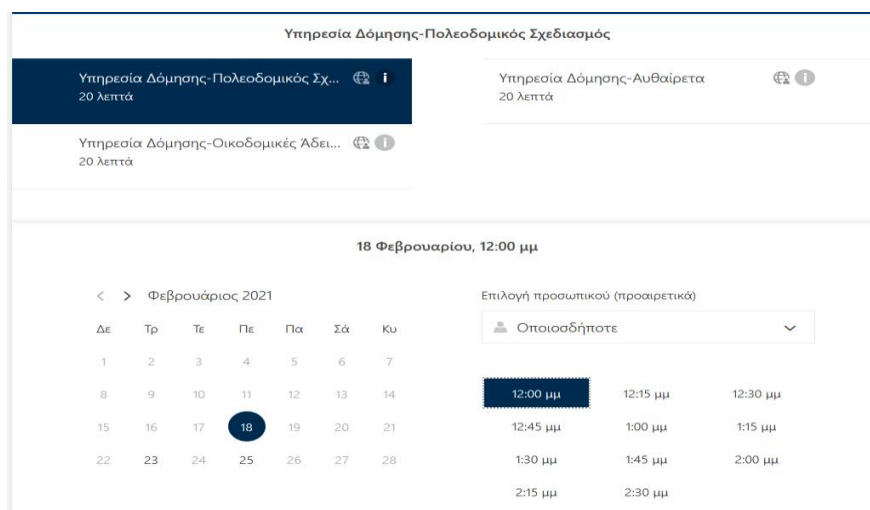 Υπηρεσία Δόμησης-Πολεοδομικός Σχεδιασμός
Υπηρεσία Δόμησης-Πολεοδομικός Σχ... i
20 λεπτά
Υπηρεσία Δόμησης-Αυθαίρετα i
20 λεπτά
Υπηρεσία Δόμησης-Οικοδομικές Άδει... i
20 λεπτά
18 Φεβρουαρίου, 12:00 μμ
< > Φεβρουάριος 2021
Δε Τρ Τε Πε Πα Σά Κυ
1 2 3 4 5 6 7
8 9 10 11 12 13 14
15 16 17 18 19 20 21
22 23 24 25 26 27 28
Επιλογή προσωπικού (προαιρετικά)
Οποιοσδήποτε
12:00 μμ 12:15 μμ 12:30 μμ
12:45 μμ 1:00 μμ 1:15 μμ
1:30 μμ 1:45 μμ 2:00 μμ
2:15 μμ 2:30 μμ